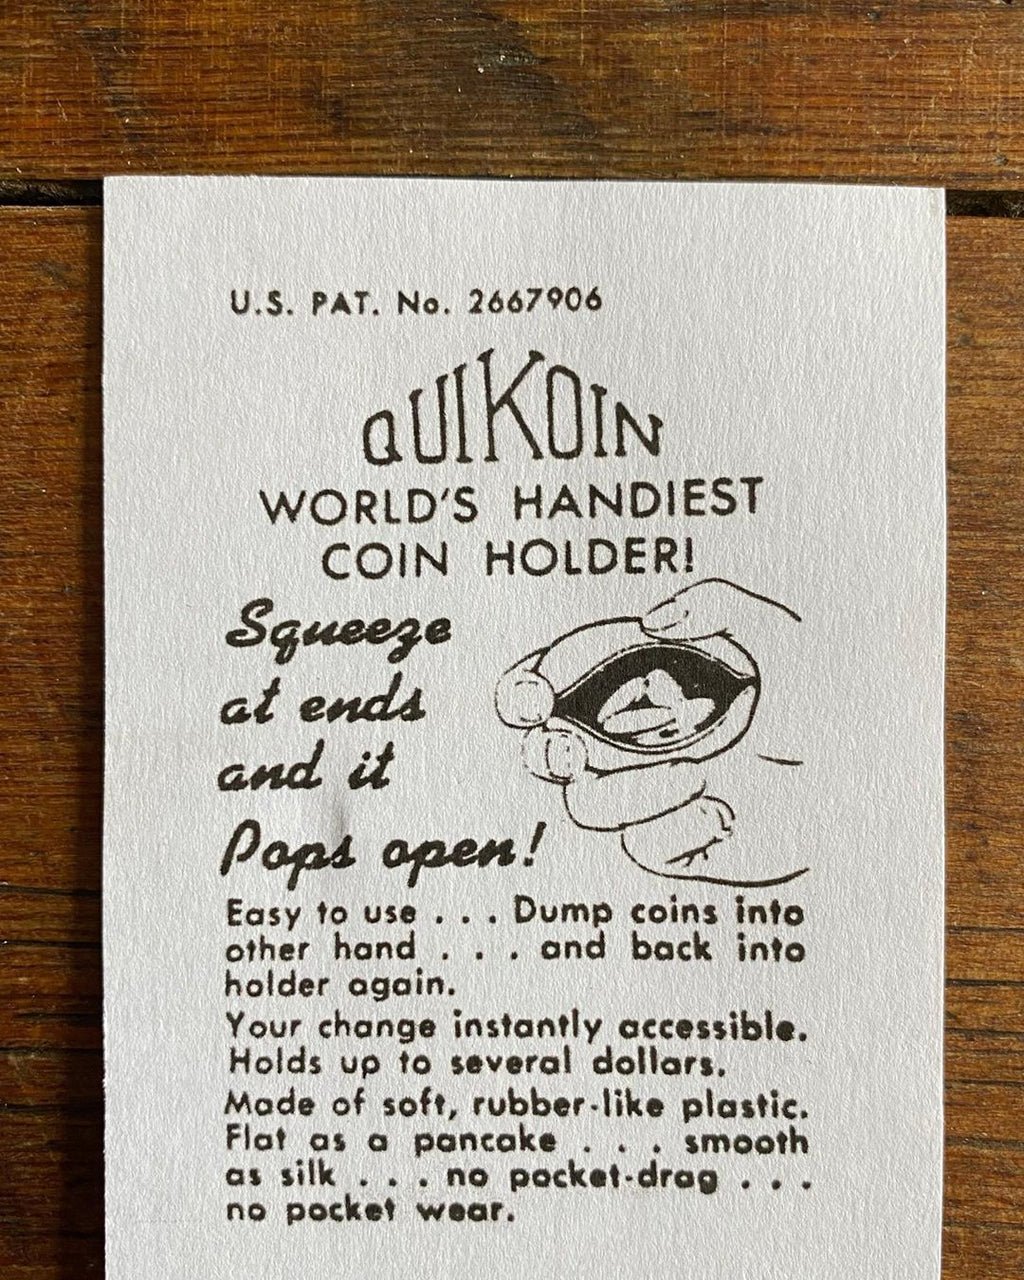 U.S. PAT. No. 2667906
QUIKOIN
WORLD'S HANDIEST
COIN HOLDER!
Squeeze
at ends
and it
Pops open!
Easy to use . . . Dump coins into
other hand . . . and back into
holder again.
Your change instantly accessible.
Holds up to several dollars.
Made of soft, rubber-like plastic.
Flat as a pancake . . . smooth
as silk . . . no pocket-drag . . .
no pocket wear.